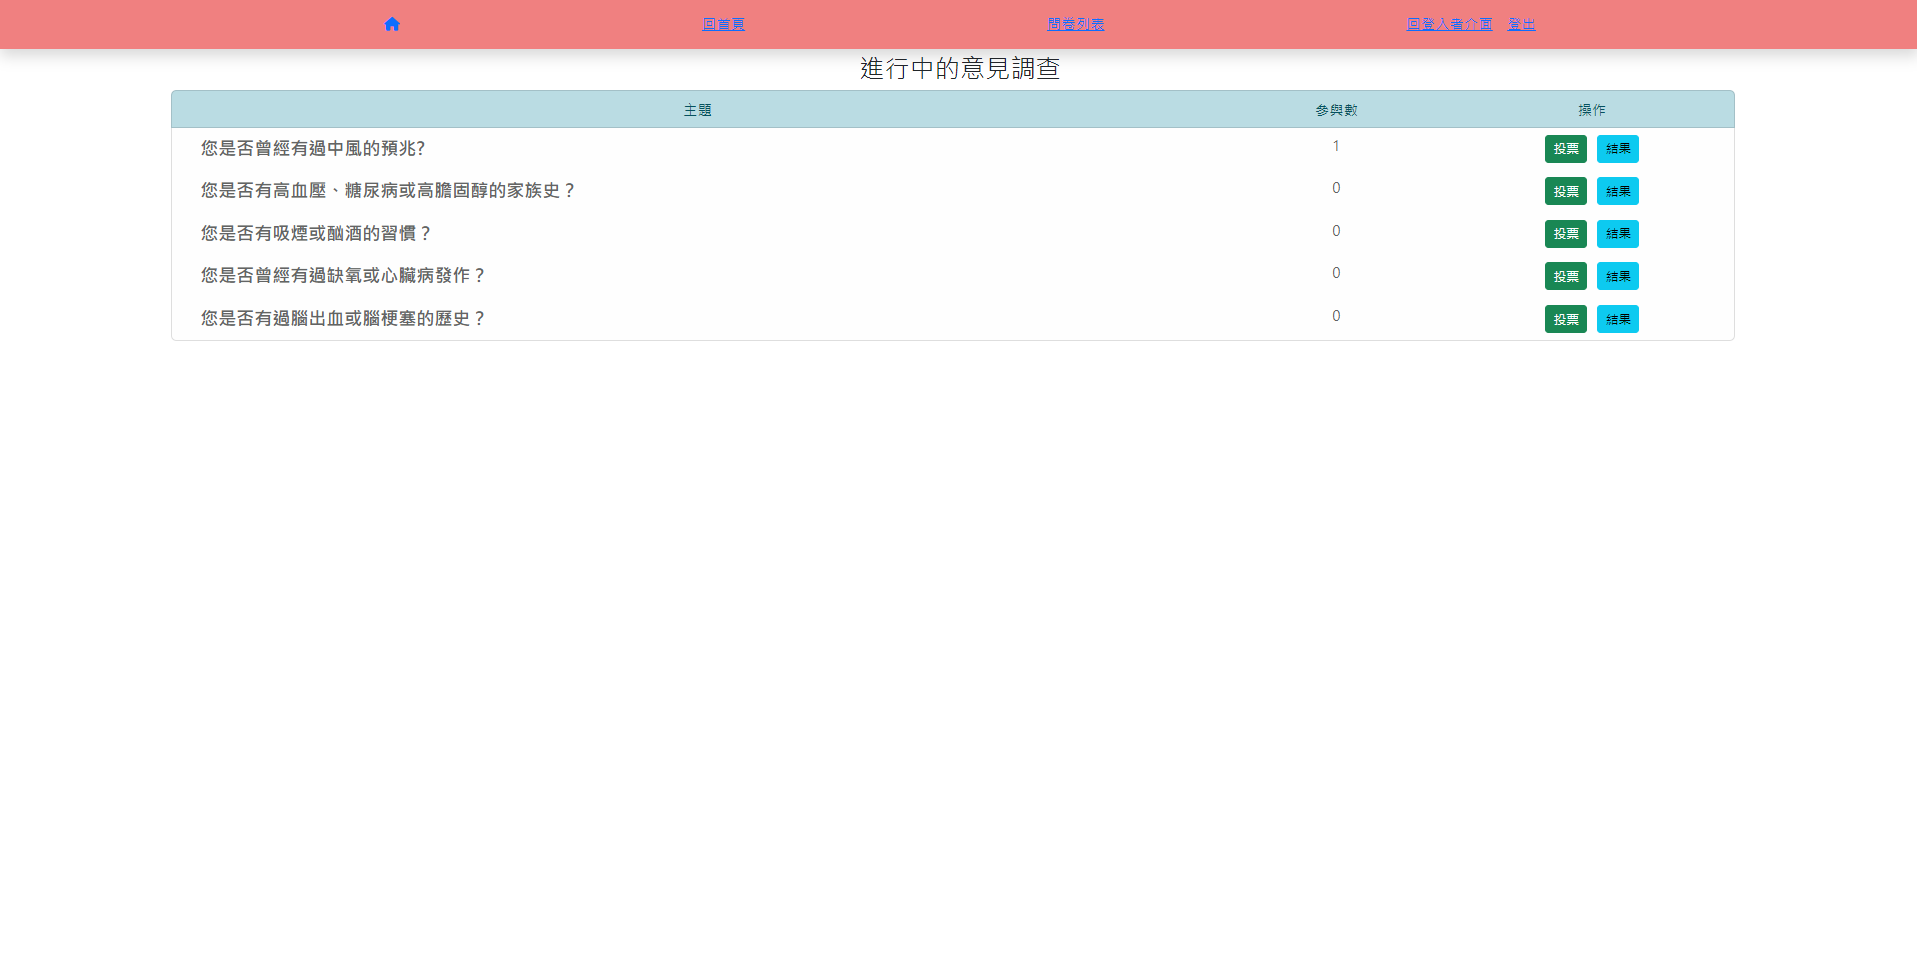 回首頁 問卷列表 回登入者介面 登出
進行中的意見調查
主題 參與數 操作
您是否曾經有過中風的預兆? 1 投票 結果
您是否有高血壓、糖尿病或高膽固醇的家族史？ 0 投票 結果
您是否有吸煙或酗酒的習慣？ 0 投票 結果
您是否曾經有過缺氧或心臟病發作？ 0 投票 結果
您是否有過腦出血或腦梗塞的歷史？ 0 投票 結果